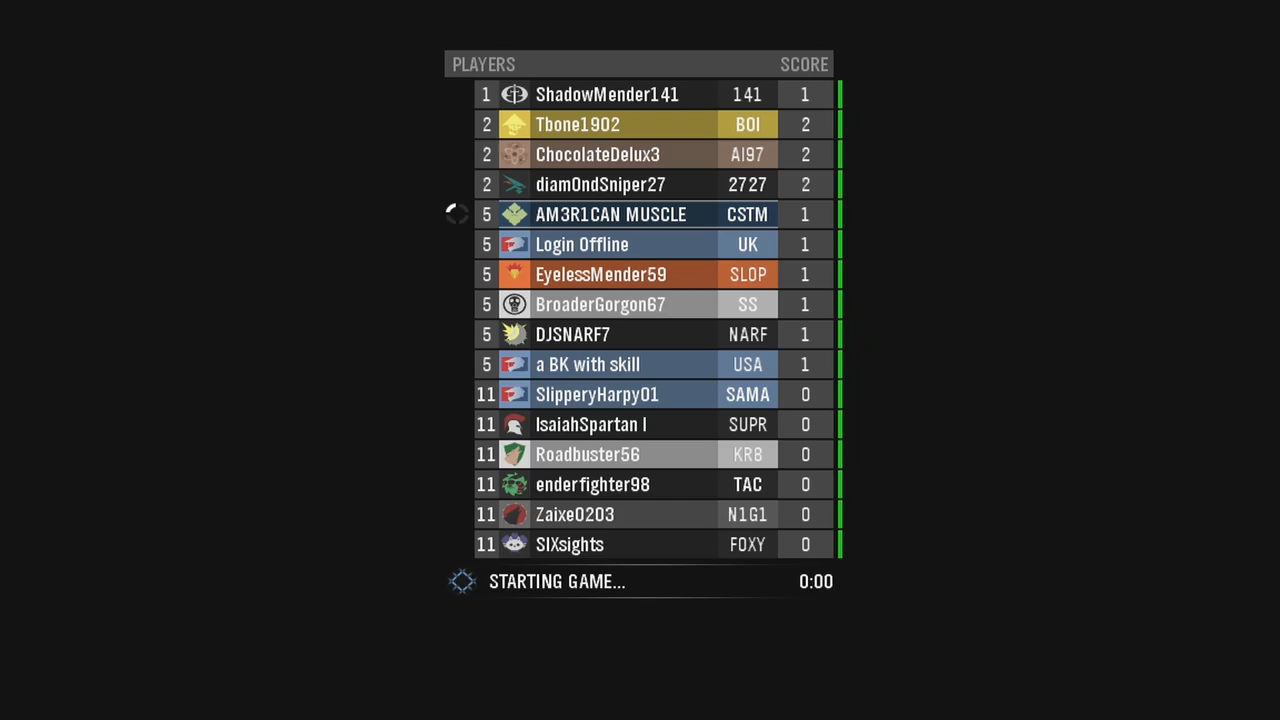 PLAYERS SCORE
1 ShadowMender141 141 1
2 Tbone1902 BOI 2
2 ChocolateDelux3 AI97 2
2 diam0ndSniper27 2727 2
5 AM3R1CAN MUSCLE CSTM 1
5 Login Offline UK 1
5 EyelessMender59 SLOP 1
5 BroaderGorgon67 SS 1
5 DJSNARF7 NARF 1
5 a BK with skill USA 1
11 SlipperyHarpy01 SAMA 0
11 IsaiahSpartan I SUPR 0
11 Roadbuster56 KR8 0
11 enderfighter98 TAC 0
11 Zaixe0203 N1G1 0
11 SIXsights FOXY 0
STARTING GAME... 0:00